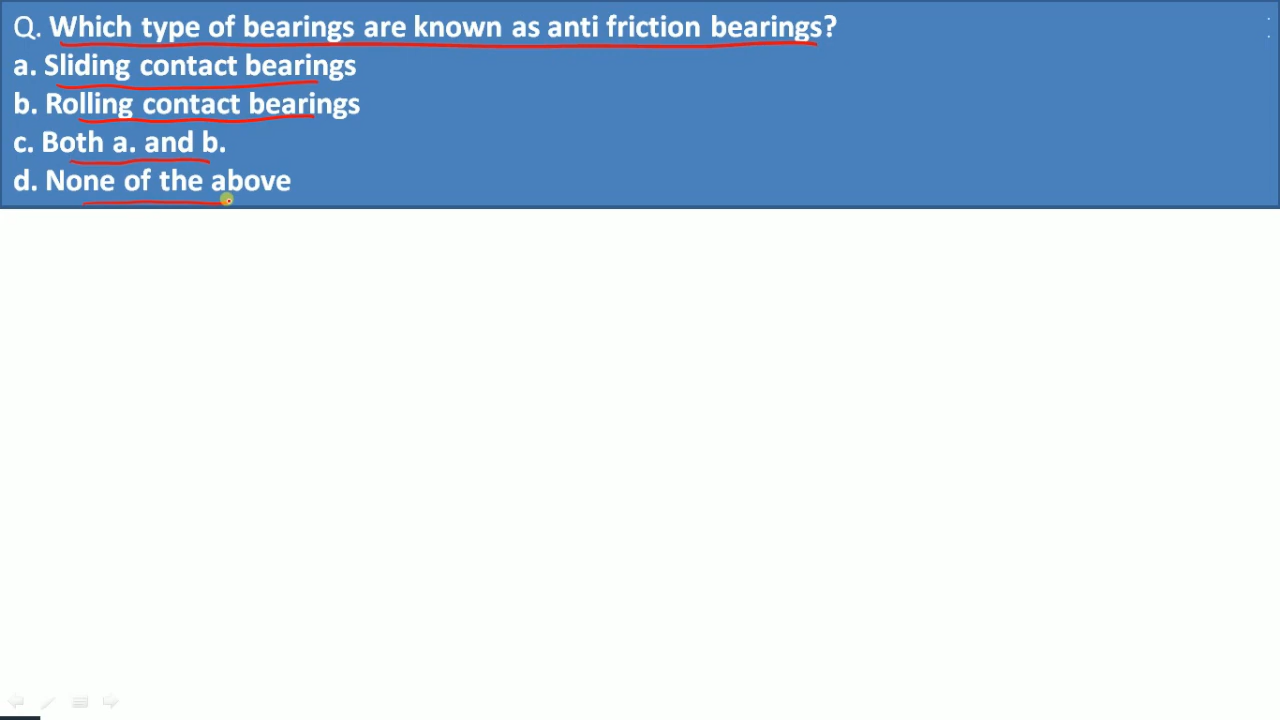 Q. Which type of bearings are known as anti friction bearings?
a. Sliding contact bearings
b. Rolling contact bearings
c. Both a. and b.
d. None of the above